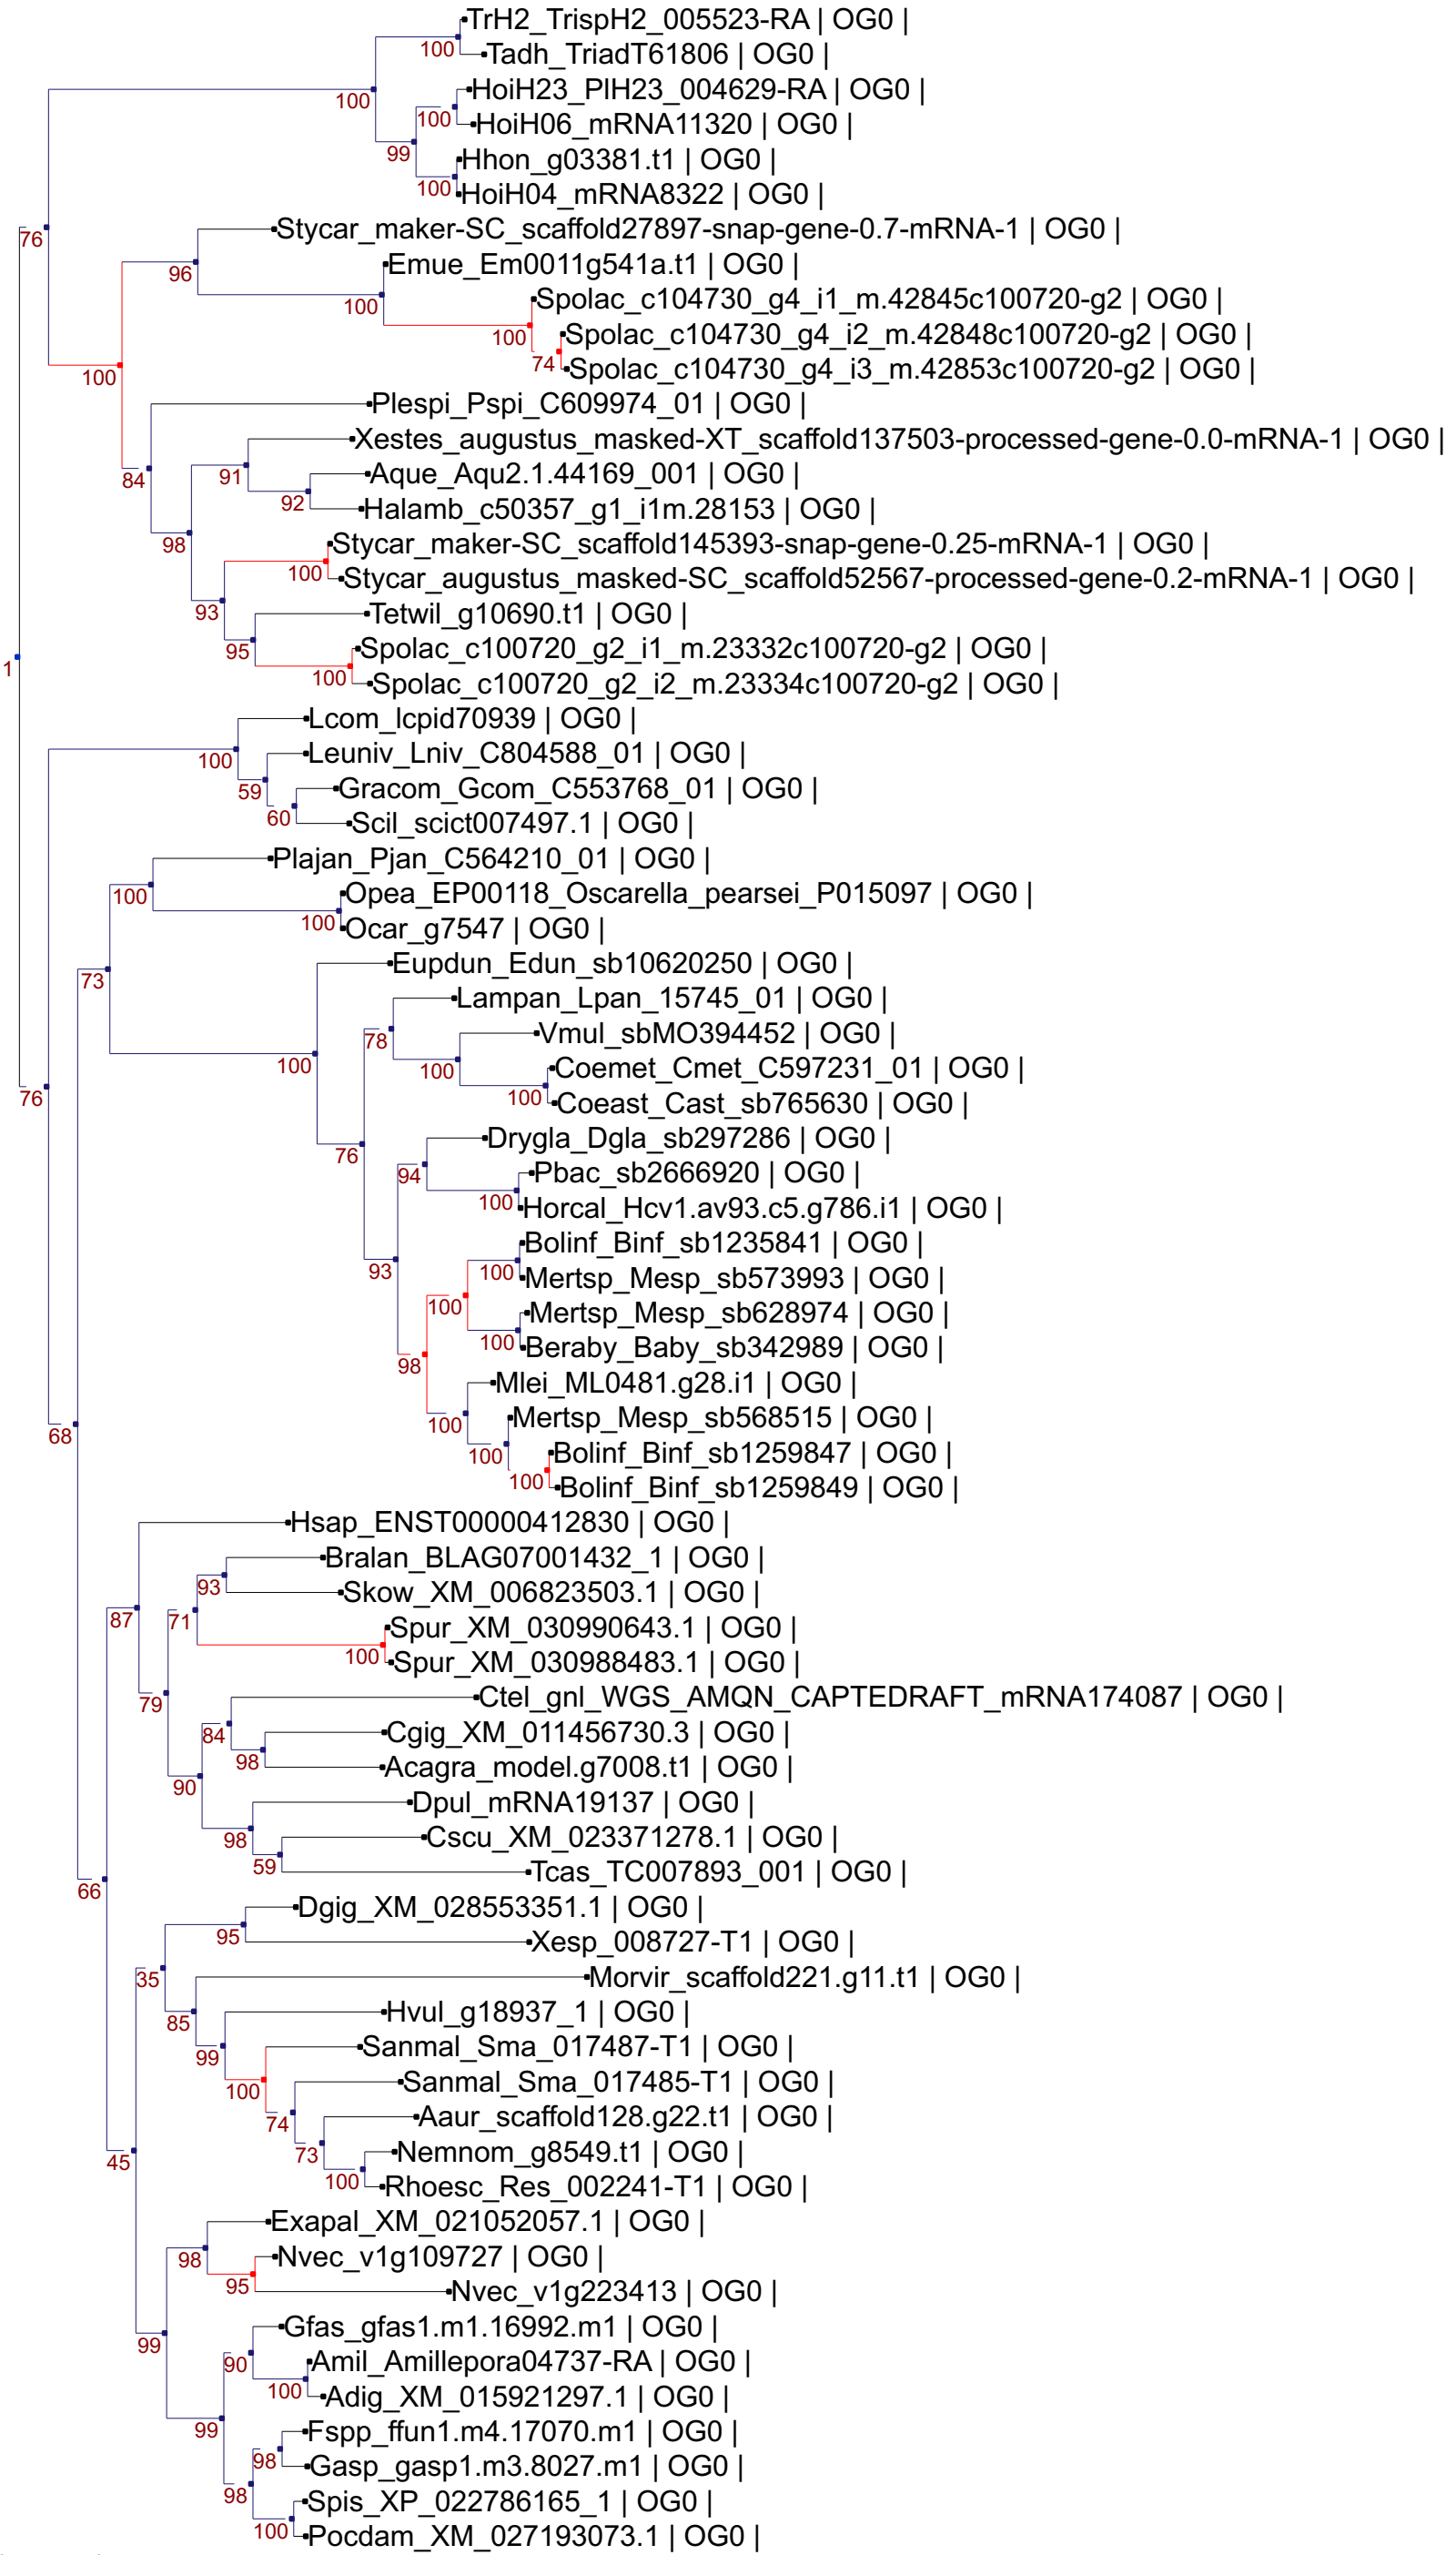 TrH2_TrispH2_005523-RA | OG0 |
100
Tadh_TriadT61806 | OG0 |
100
HoiH23_PlH23_004629-RA | OG0 |
100
HoiH06_mRNA11320 | OG0 |
99
Hhon_g03381.t1 | OG0 |
100
HoiH04_mRNA8322 | OG0 |
76
Stycar_maker-SC_scaffold27897-snap-gene-0.7-mRNA-1 | OG0 |
96
Emue_Em0011g541a.t1 | OG0 |
100
Spolac_c104730_g4_i1_m.42845c100720-g2 | OG0 |
100
Spolac_c104730_g4_i2_m.42848c100720-g2 | OG0 |
74
Spolac_c104730_g4_i3_m.42853c100720-g2 | OG0 |
100
Plespi_Pspi_C609974_01 | OG0 |
Xestes_augustus_masked-XT_scaffold137503-processed-gene-0.0-mRNA-1 | OG0 |
84
91
Aque_Aqu2.1.44169_001 | OG0 |
92
Halamb_c50357_g1_i1m.28153 | OG0 |
98
Stycar_maker-SC_scaffold145393-snap-gene-0.25-mRNA-1 | OG0 |
100
Stycar_augustus_masked-SC_scaffold52567-processed-gene-0.2-mRNA-1 | OG0 |
93
Tetwil_g10690.t1 | OG0 |
95
Spolac_c100720_g2_i1_m.23332c100720-g2 | OG0 |
1
100
Spolac_c100720_g2_i2_m.23334c100720-g2 | OG0 |
Lcom_lcpid70939 | OG0 |
100
Leuniv_Lniv_C804588_01 | OG0 |
59
Gracom_Gcom_C553768_01 | OG0 |
60
Scil_scict007497.1 | OG0 |
Plajan_Pjan_C564210_01 | OG0 |
100
Opea_EP00118_Oscarella_pearsei_P015097 | OG0 |
100
Ocar_g7547 | OG0 |
73
Eupdun_Edun_sb10620250 | OG0 |
Lampan_Lpan_15745_01 | OG0 |
78
Vmul_sbMO394452 | OG0 |
100
100
Coemet_Cmet_C597231_01 | OG0 |
76
100
Coeast_Cast_sb765630 | OG0 |
76
Drygla_Dgla_sb297286 | OG0 |
94
Pbac_sb2666920 | OG0 |
100
Horcal_Hcv1.av93.c5.g786.i1 | OG0 |
93
Bolinf_Binf_sb1235841 | OG0 |
100
Mertsp_Mesp_sb573993 | OG0 |
100
Mertsp_Mesp_sb628974 | OG0 |
100
Beraby_Baby_sb342989 | OG0 |
98
Mlei_ML0481.g28.i1 | OG0 |
100
Mertsp_Mesp_sb568515 | OG0 |
68
100
Bolinf_Binf_sb1259847 | OG0 |
100
Bolinf_Binf_sb1259849 | OG0 |
Hsap_ENST00000412830 | OG0 |
Bralan_BLAG07001432_1 | OG0 |
93
Skow_XM_006823503.1 | OG0 |
87
71
Spur_XM_030990643.1 | OG0 |
100
Spur_XM_030988483.1 | OG0 |
79
Ctel_gnl_WGS_AMQN_CAPTEDRAFT_mRNA174087 | OG0 |
84
Cgig_XM_011456730.3 | OG0 |
98
Acagra_model.g7008.t1 | OG0 |
90
Dpul_mRNA19137 | OG0 |
98
Cscu_XM_023371278.1 | OG0 |
59
Tcas_TC007893_001 | OG0 |
66
Dgig_XM_028553351.1 | OG0 |
95
Xesp_008727-T1 | OG0 |
35
Morvir_scaffold221.g11.t1 | OG0 |
85
Hvul_g18937_1 | OG0 |
99
Sanmal_Sma_017487-T1 | OG0 |
100
Sanmal_Sma_017485-T1 | OG0 |
74
Aaur_scaffold128.g22.t1 | OG0 |
45
73
Nemnom_g8549.t1 | OG0 |
100
Rhoesc_Res_002241-T1 | OG0 |
Exapal_XM_021052057.1 | OG0 |
98
Nvec_v1g109727 | OG0 |
95
Nvec_v1g223413 | OG0 |
99
Gfas_gfas1.m1.16992.m1 | OG0 |
90
Amil_Amillepora04737-RA | OG0 |
100
Adig_XM_015921297.1 | OG0 |
99
Fspp_ffun1.m4.17070.m1 | OG0 |
98
Gasp_gasp1.m3.8027.m1 | OG0 |
98
Spis_XP_022786165_1 | OG0 |
100
Pocdam_XM_027193073.1 | OG0 |